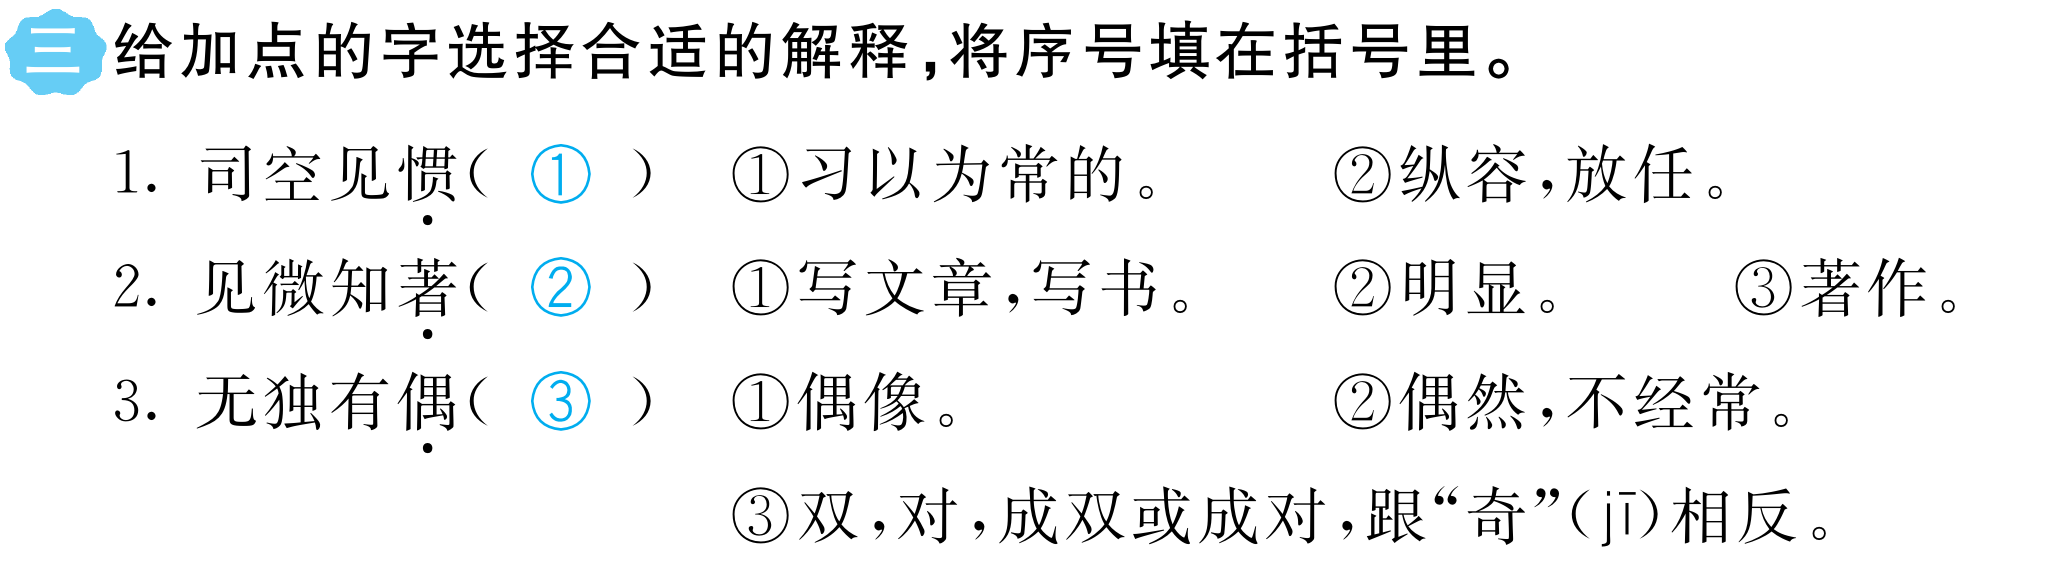 三 给加点的字选择合适的解释,将序号填在括号里。
1. 司空见惯( ① ) ①习以为常的。 ②纵容,放任。
2. 见微知著( ② ) ①写文章,写书。 ②明显。 ③著作。
3. 无独有偶( ③ ) ①偶像。 ②偶然,不经常。
③双,对,成双或成对,跟“奇”(jī)相反。